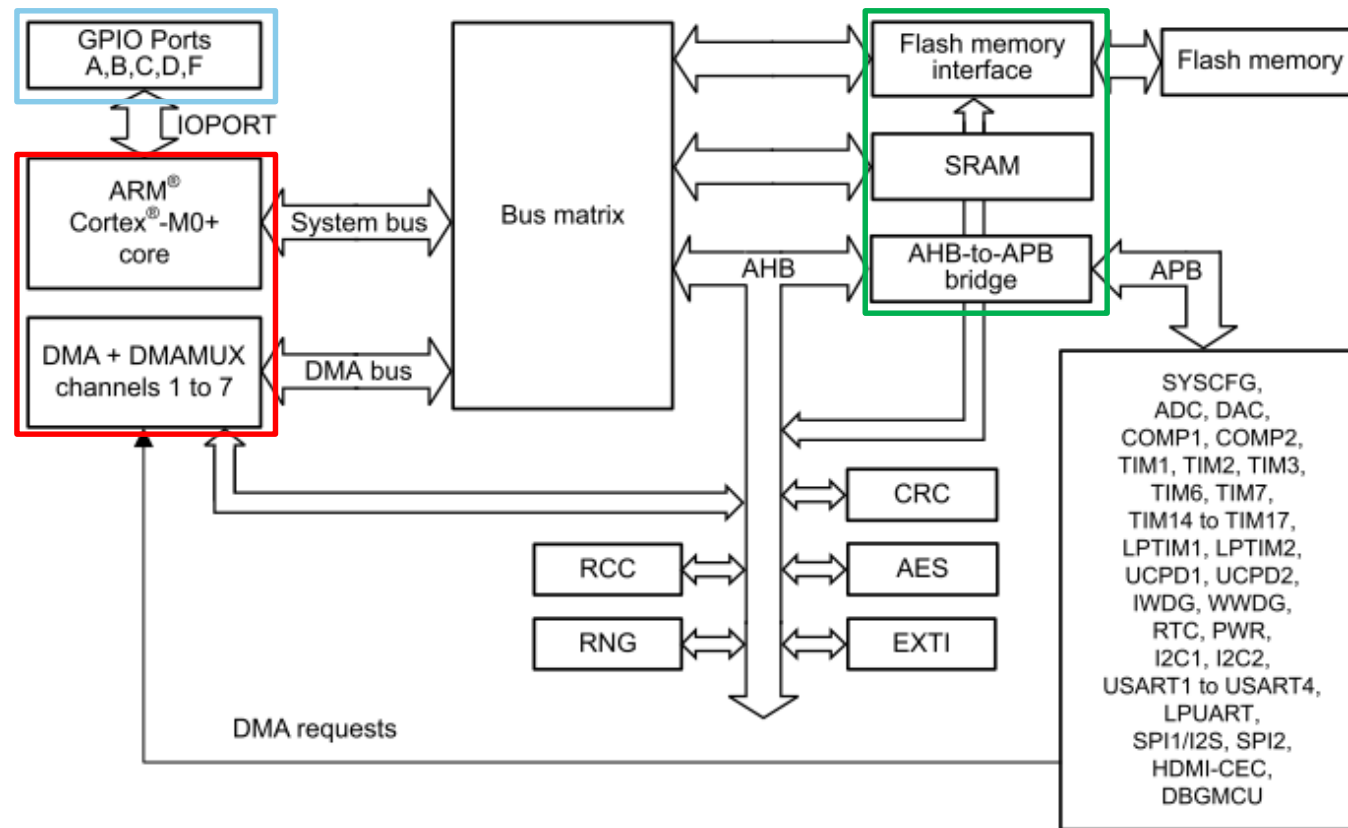 GPIO Ports
A,B,C,D,F
IOPORT
ARM®
Cortex®-M0+
core
System bus
DMA + DMAMUX
channels 1 to 7
DMA bus
Bus matrix
Flash memory
interface
Flash memory
SRAM
AHB
AHB-to-APB
bridge
APB
CRC
RCC
AES
RNG
EXTI
DMA requests
SYSCFG,
ADC, DAC,
COMP1, COMP2,
TIM1, TIM2, TIM3,
TIM6, TIM7,
TIM14 to TIM17,
LPTIM1, LPTIM2
UCPD1, UCPD2,
IWDG, WWDG,
RTC, PWR,
I2C1, I2C2,
USART1 to USART4,
LPUART,
SPI1/I2S, SPI2,
HDMI-CEC,
DBGMCU